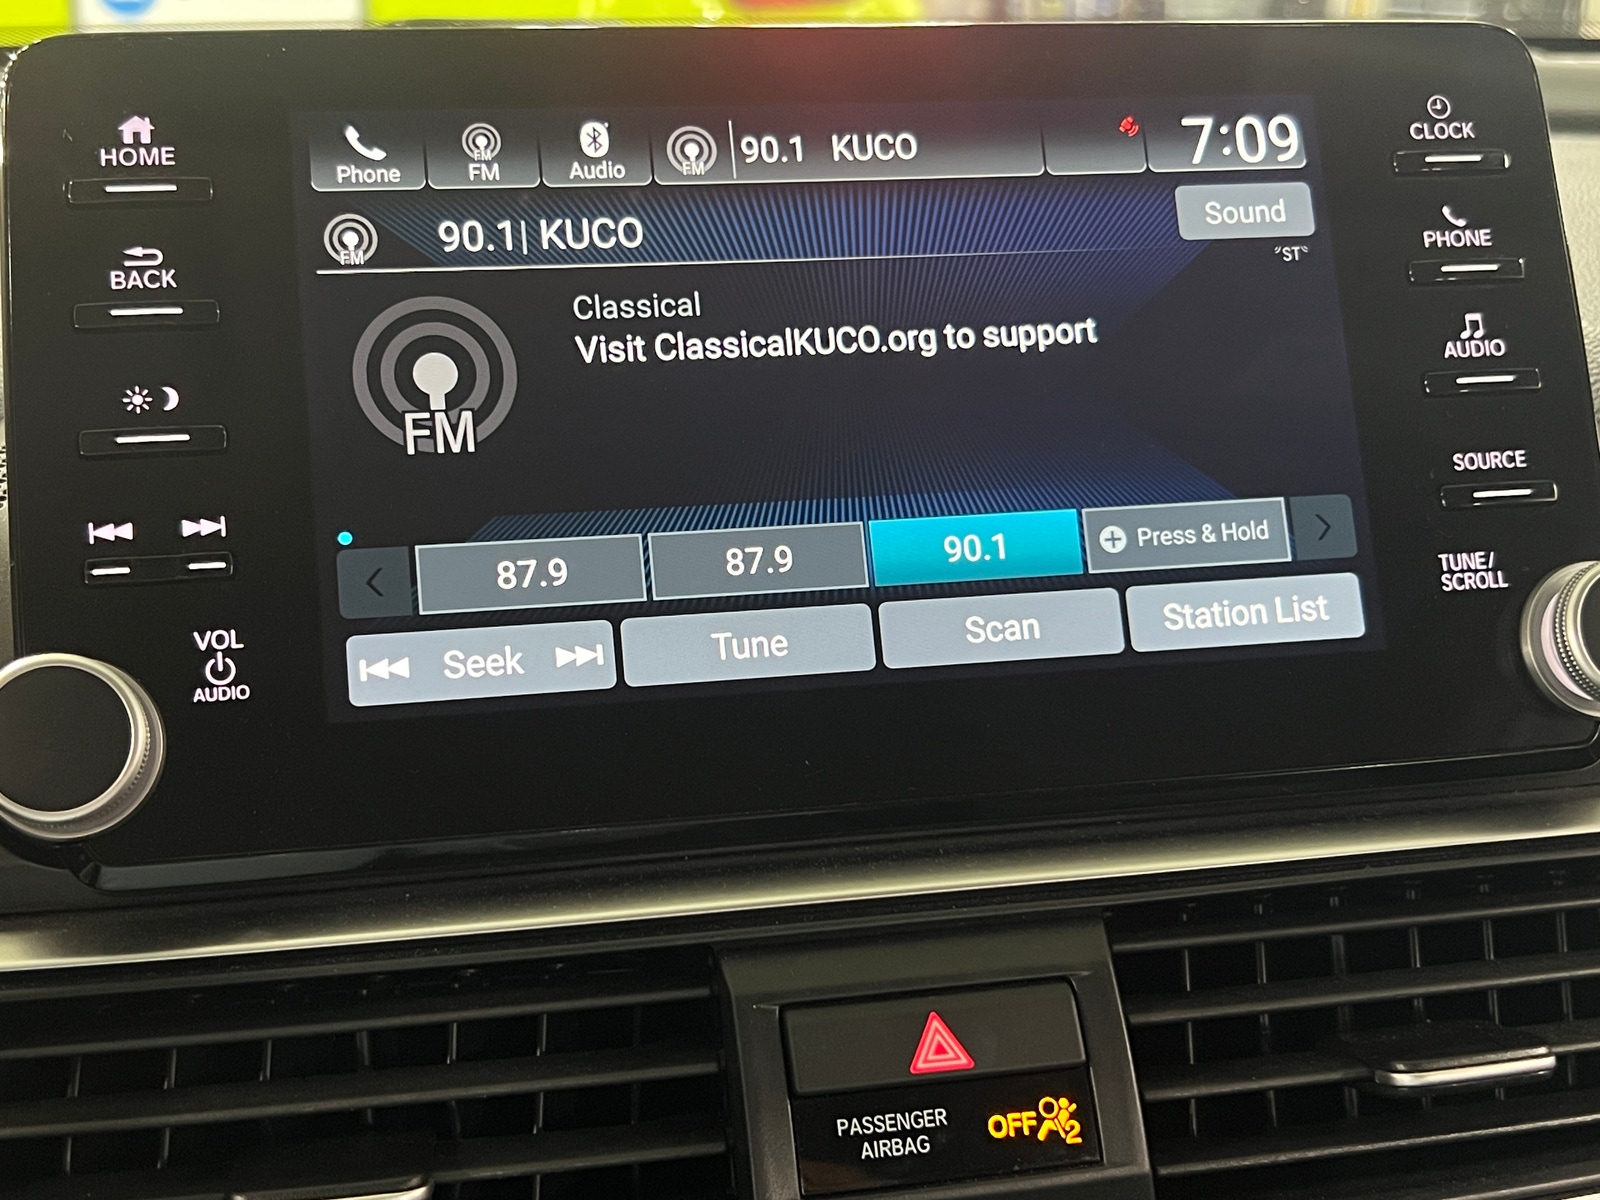 HOME
BACK
VOL
AUDIO
Phone
FM
FM
Audio
FM
90.1 KUCO
7:09
FM
90.1| KUCO
Sound
"ST"
FM
Classical
Visit ClassicalKUCO.org to support
87.9
87.9
90.1
Press & Hold
Seek
Tune
Scan
Station List
CLOCK
PHONE
AUDIO
SOURCE
TUNE/
SCROLL
PASSENGER
AIRBAG
OFF
2